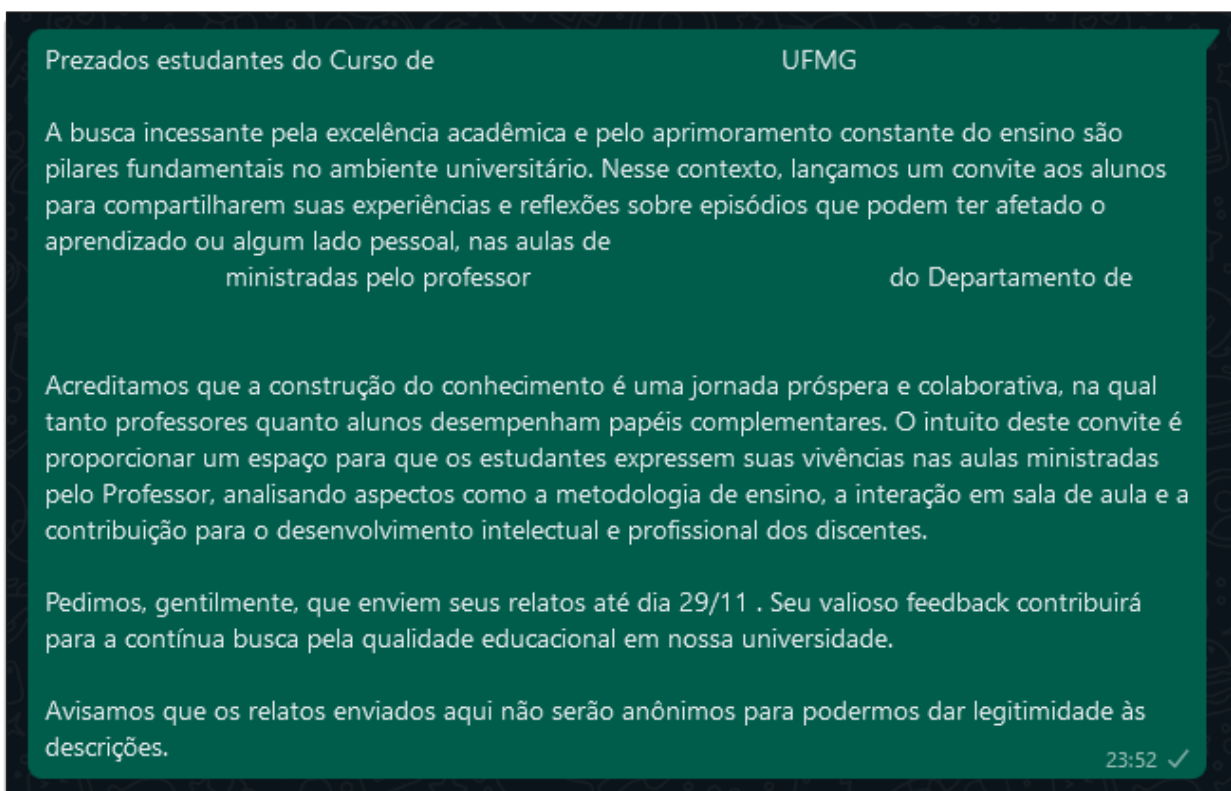 Prezados estudantes do Curso de UFMG
A busca incessante pela excelência acadêmica e pelo aprimoramento constante do ensino são
pilares fundamentais no ambiente universitário. Nesse contexto, lançamos um convite aos alunos
para compartilharem suas experiências e reflexões sobre episódios que podem ter afetado o
aprendizado ou algum lado pessoal, nas aulas de
ministradas pelo professor do Departamento de
Acreditamos que a construção do conhecimento é uma jornada próspera e colaborativa, na qual
tanto professores quanto alunos desempenham papéis complementares. O intuito deste convite é
proporcionar um espaço para que os estudantes expressem suas vivências nas aulas ministradas
pelo Professor, analisando aspectos como a metodologia de ensino, a interação em sala de aula e a
contribuição para o desenvolvimento intelectual e profissional dos discentes.
Pedimos, gentilmente, que enviem seus relatos até dia 29/11 . Seu valioso feedback contribuirá
para a contínua busca pela qualidade educacional em nossa universidade.
Avisamos que os relatos enviados aqui não serão anônimos para podermos dar legitimidade às
descrições.
23:52